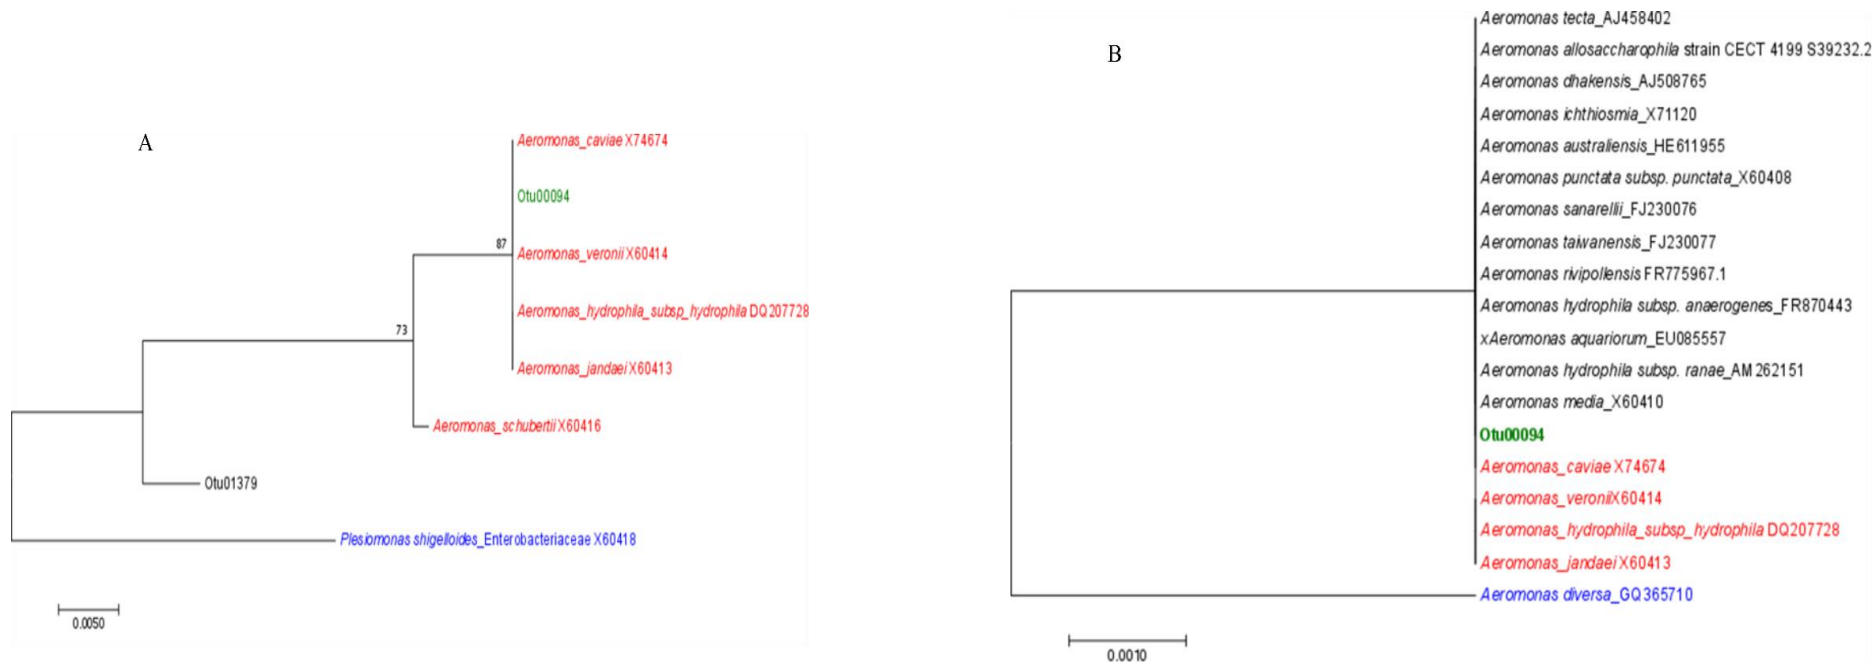 A
Aeromonas_caviae X74674
Otu00094
87
Aeromonas_veronii X60414
Aeromonas_hydrophila_subsp_hydrophila DQ207728
73
Aeromonas_jandaei X60413
Aeromonas_schubertii X60416
Otu01379
Plesiomonas shigelloides_Enterobacteriaceae X60418
0.0050
B
Aeromonas tecta_AJ458402
Aeromonas allosaccharophila strain CECT 4199 S39232.2
Aeromonas dhakensis_AJ508765
Aeromonas ichthiosmia_X71120
Aeromonas australiensis_HE611955
Aeromonas punctata subsp. punctata_X60408
Aeromonas sanarellii_FJ230076
Aeromonas taiwanensis_FJ230077
Aeromonas rivipollensis FR775967.1
Aeromonas hydrophila subsp. anaerogenes_FR870443
xAeromonas aquariorum_EU085557
Aeromonas hydrophila subsp. ranae_AM262151
Aeromonas media_X60410
Otu00094
Aeromonas_caviae X74674
Aeromonas_veroniiX60414
Aeromonas_hydrophila_subsp_hydrophila DQ207728
Aeromonas_jandaei X60413
Aeromonas diversa_GQ365710
0.0010